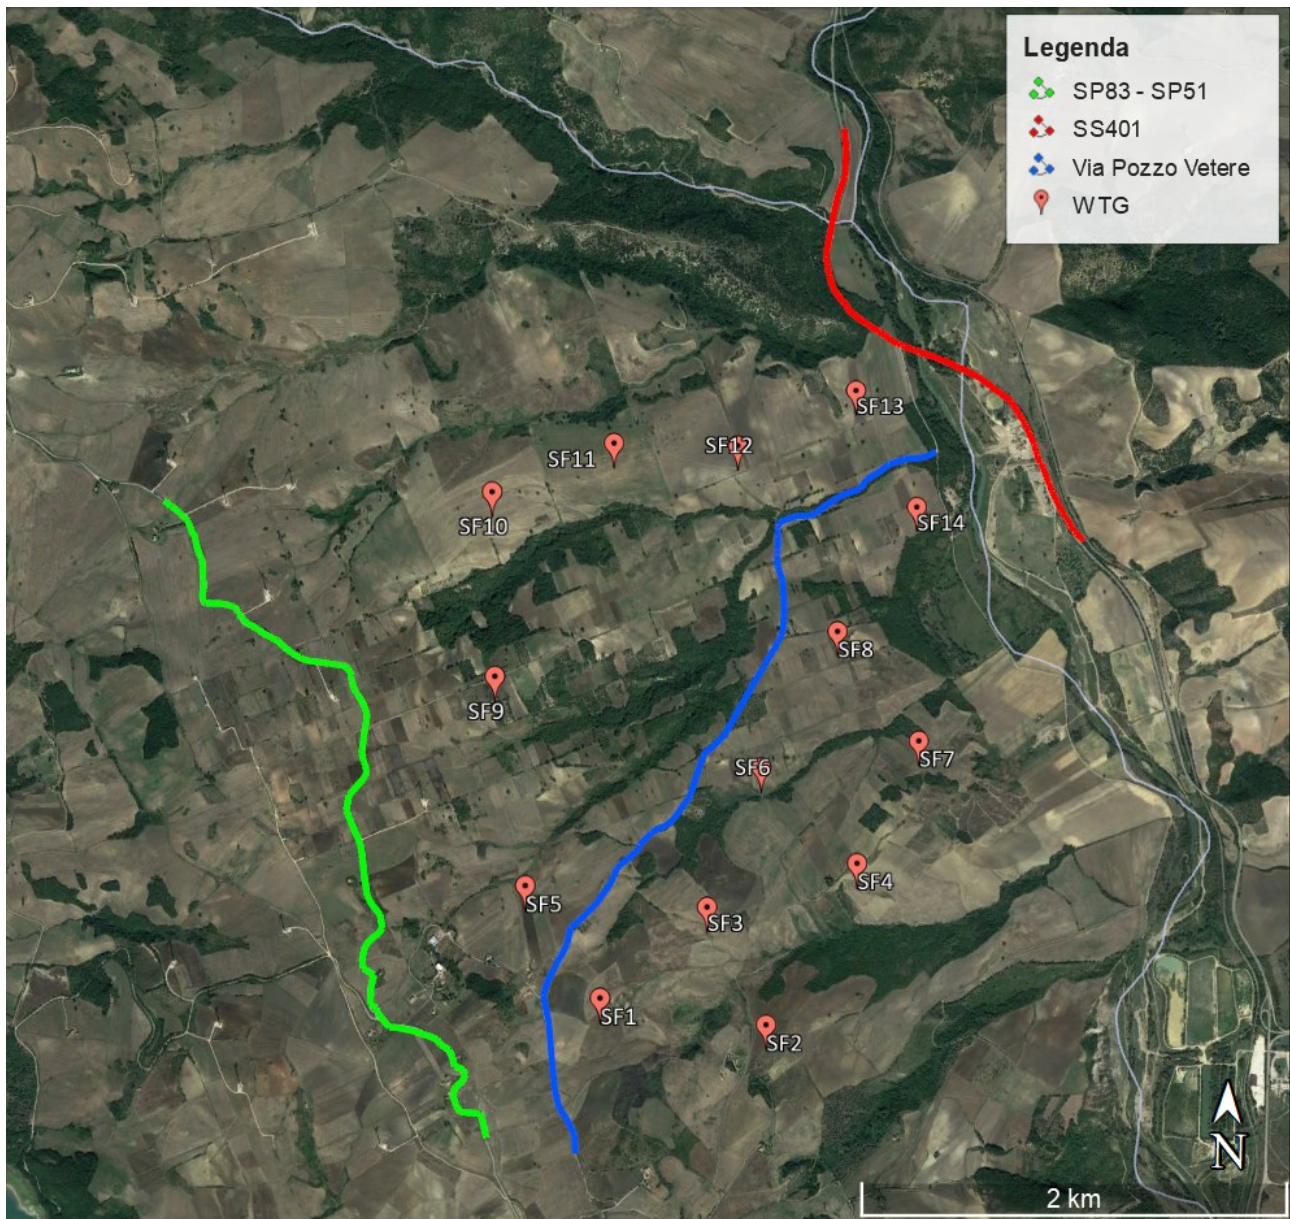 Legenda
SP83 - SP51
SS401
Via Pozzo Vetere
WTG
SF13
SF12
SF11
SF10
SF14
SF8
SF9
SF7
SF6
SF4
SF5
SF3
SF1
SF2
N
2 km